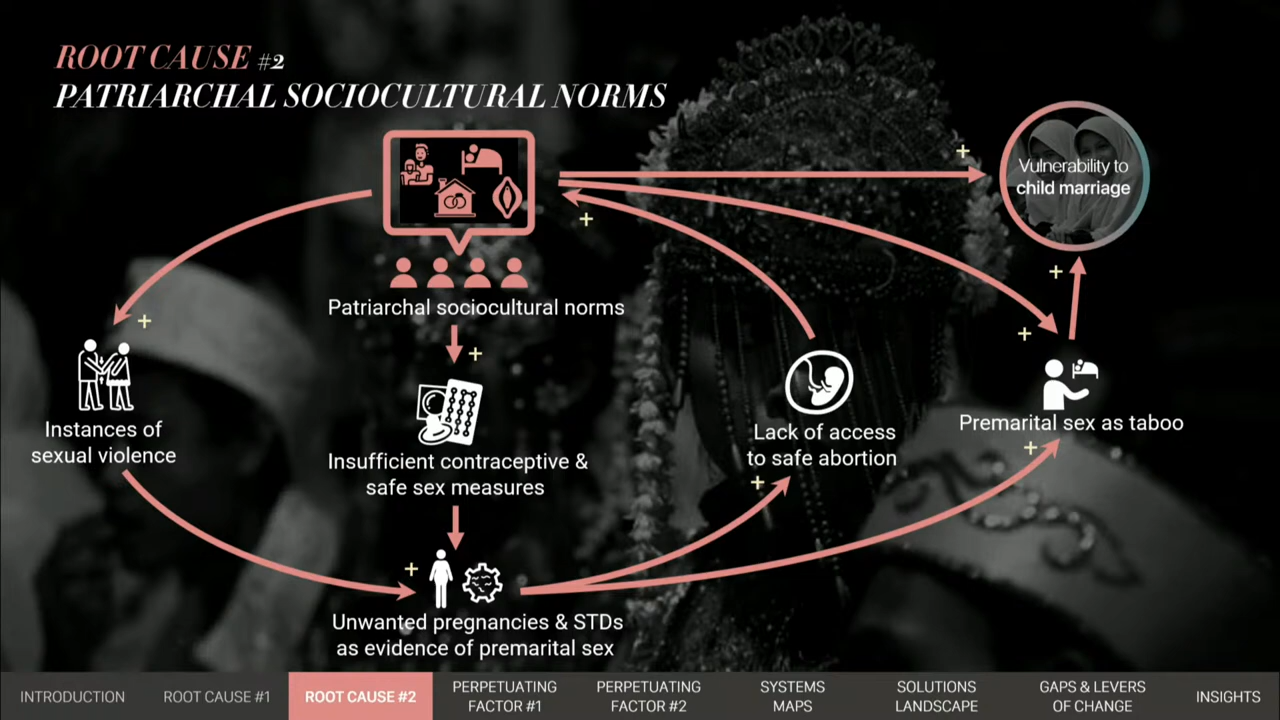 ROOT CAUSE #2
PATRIARCHAL SOCIOCULTURAL NORMS
+
Vulnerability to
child marriage
+
+
Patriarchal sociocultural norms
+
+
+
+
Instances of
sexual violence
Insufficient contraceptive &
safe sex measures
Lack of access
to safe abortion
Premarital sex as taboo
+
+
+
Unwanted pregnancies & STDs
as evidence of premarital sex
INTRODUCTION
ROOT CAUSE #1
ROOT CAUSE #2
PERPETUATING
FACTOR #1
PERPETUATING
FACTOR #2
SYSTEMS
MAPS
SOLUTIONS
LANDSCAPE
GAPS & LEVERS
OF CHANGE
INSIGHTS